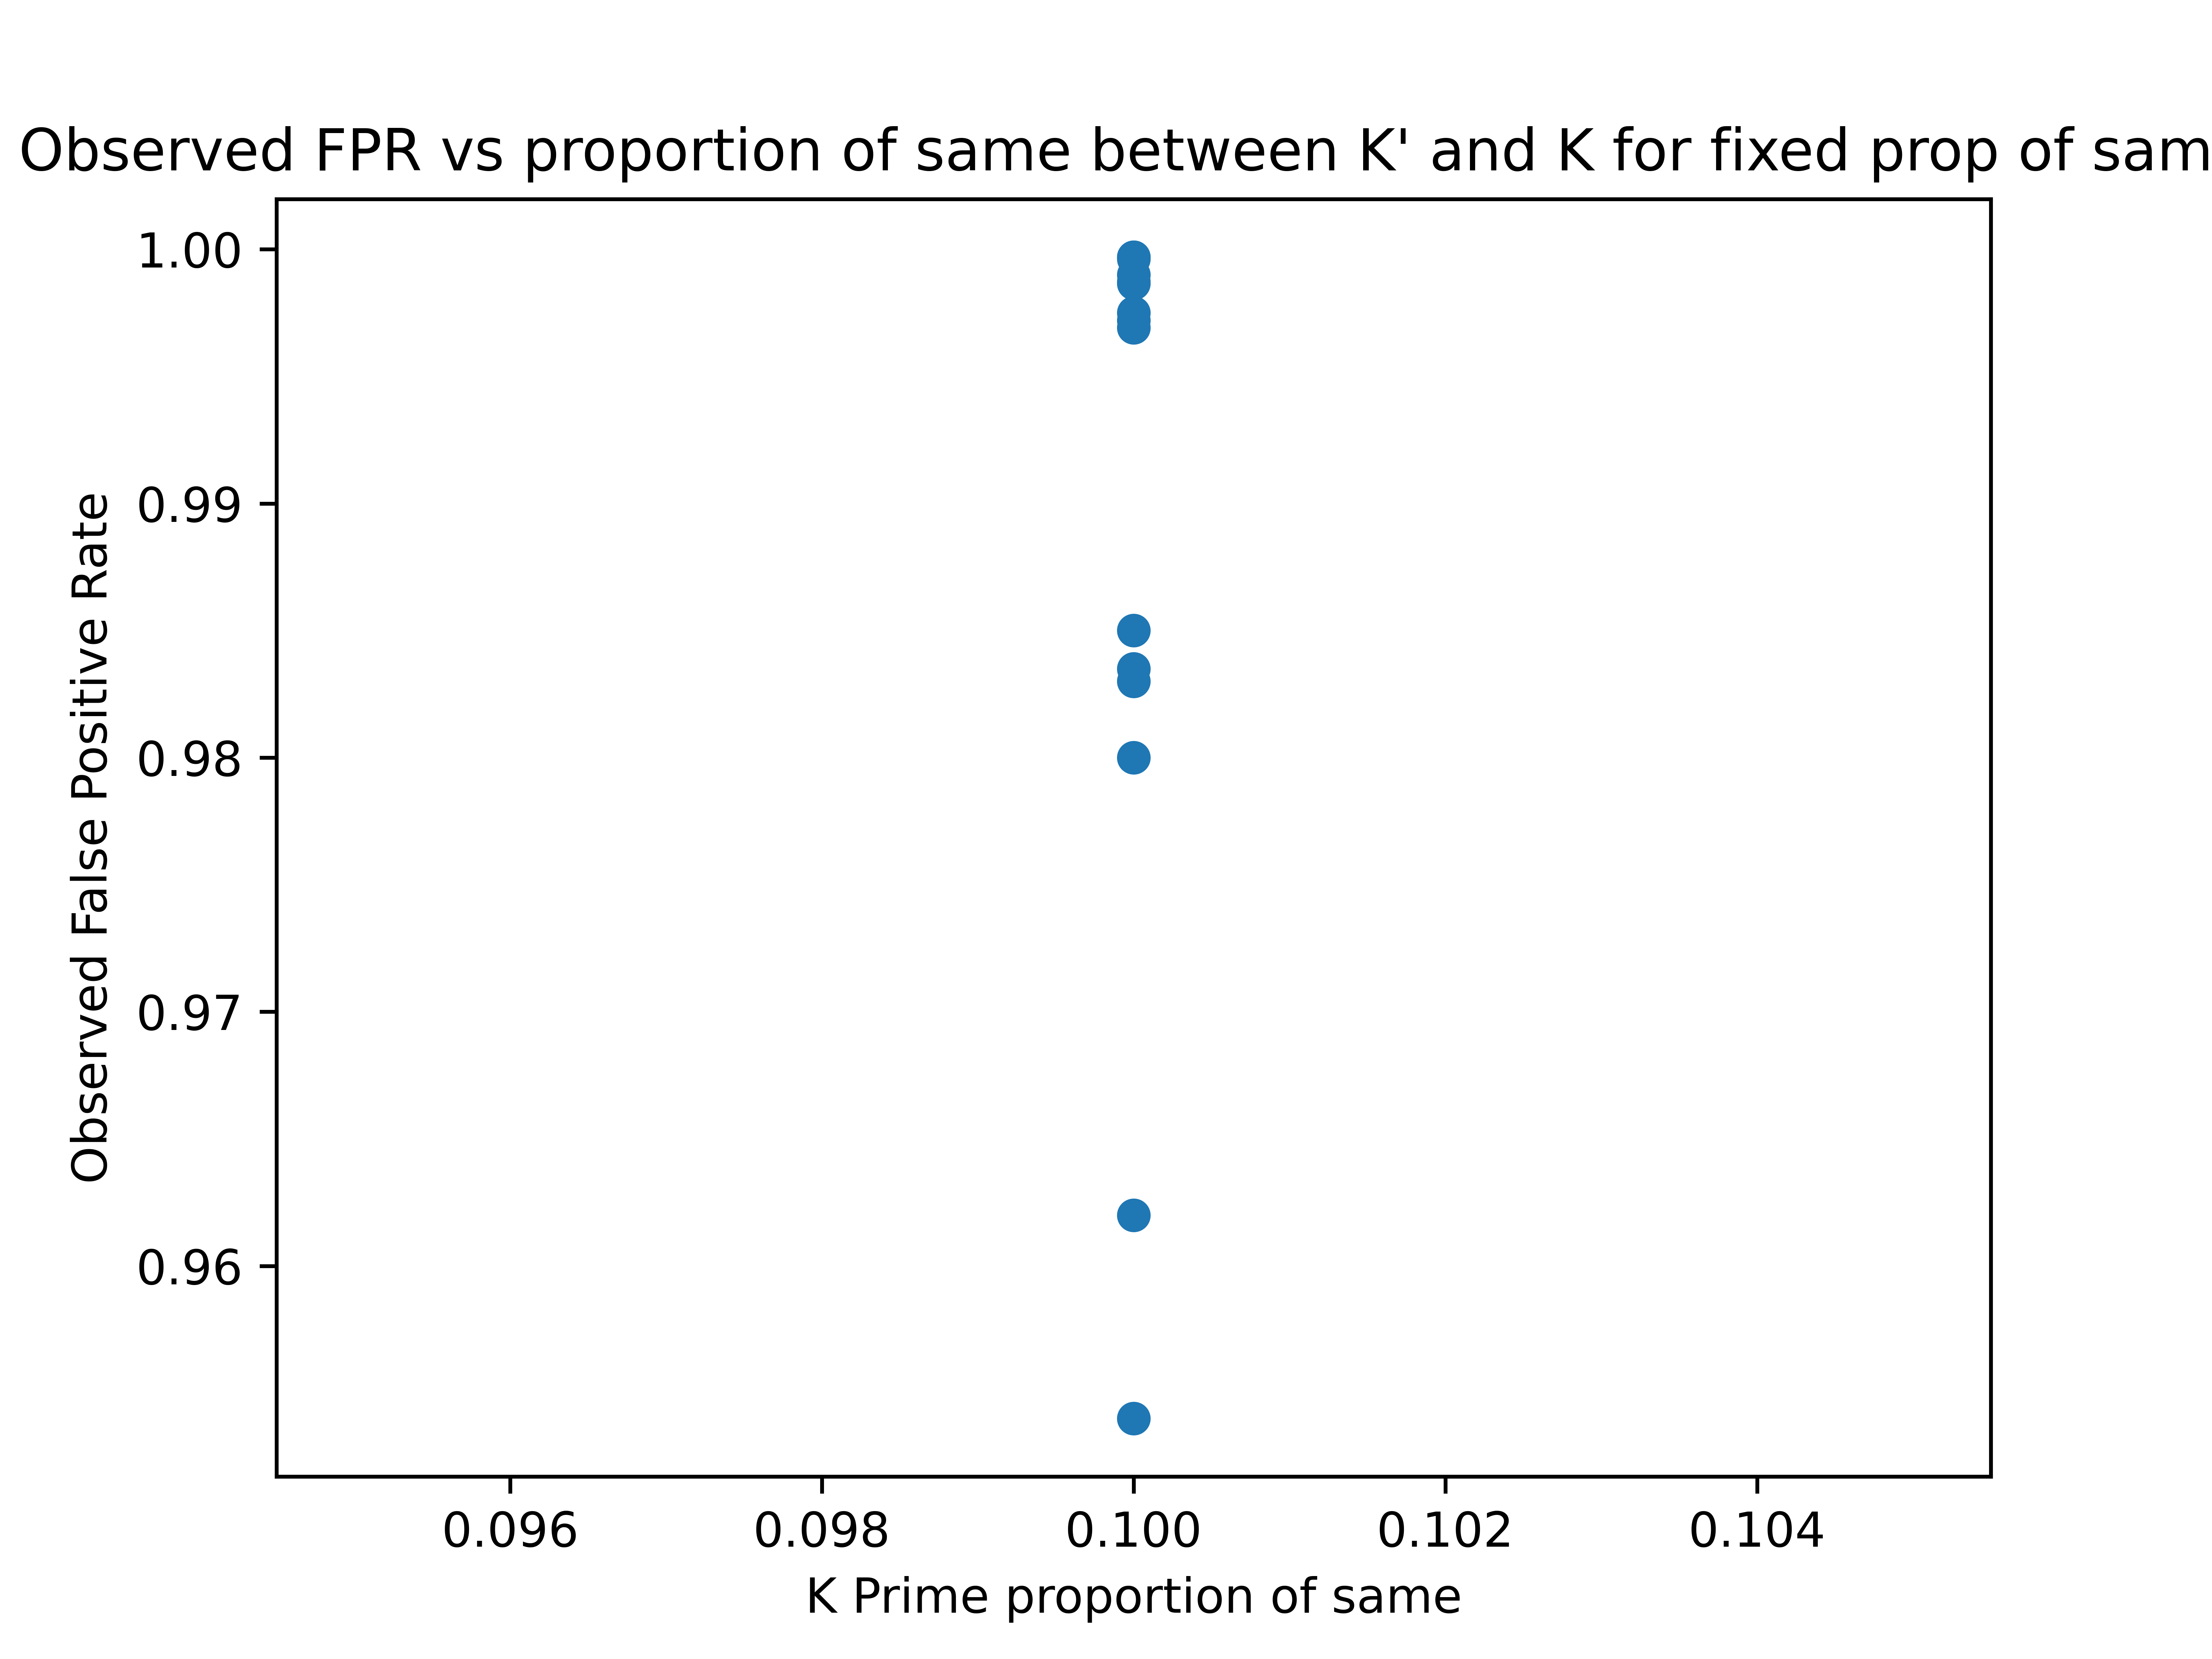 Observed FPR vs proportion of same between K' and K for fixed prop of sam
1.00
0.99
0.98
0.97
0.96
Observed False Positive Rate
0.096 0.098 0.100 0.102 0.104
K Prime proportion of same